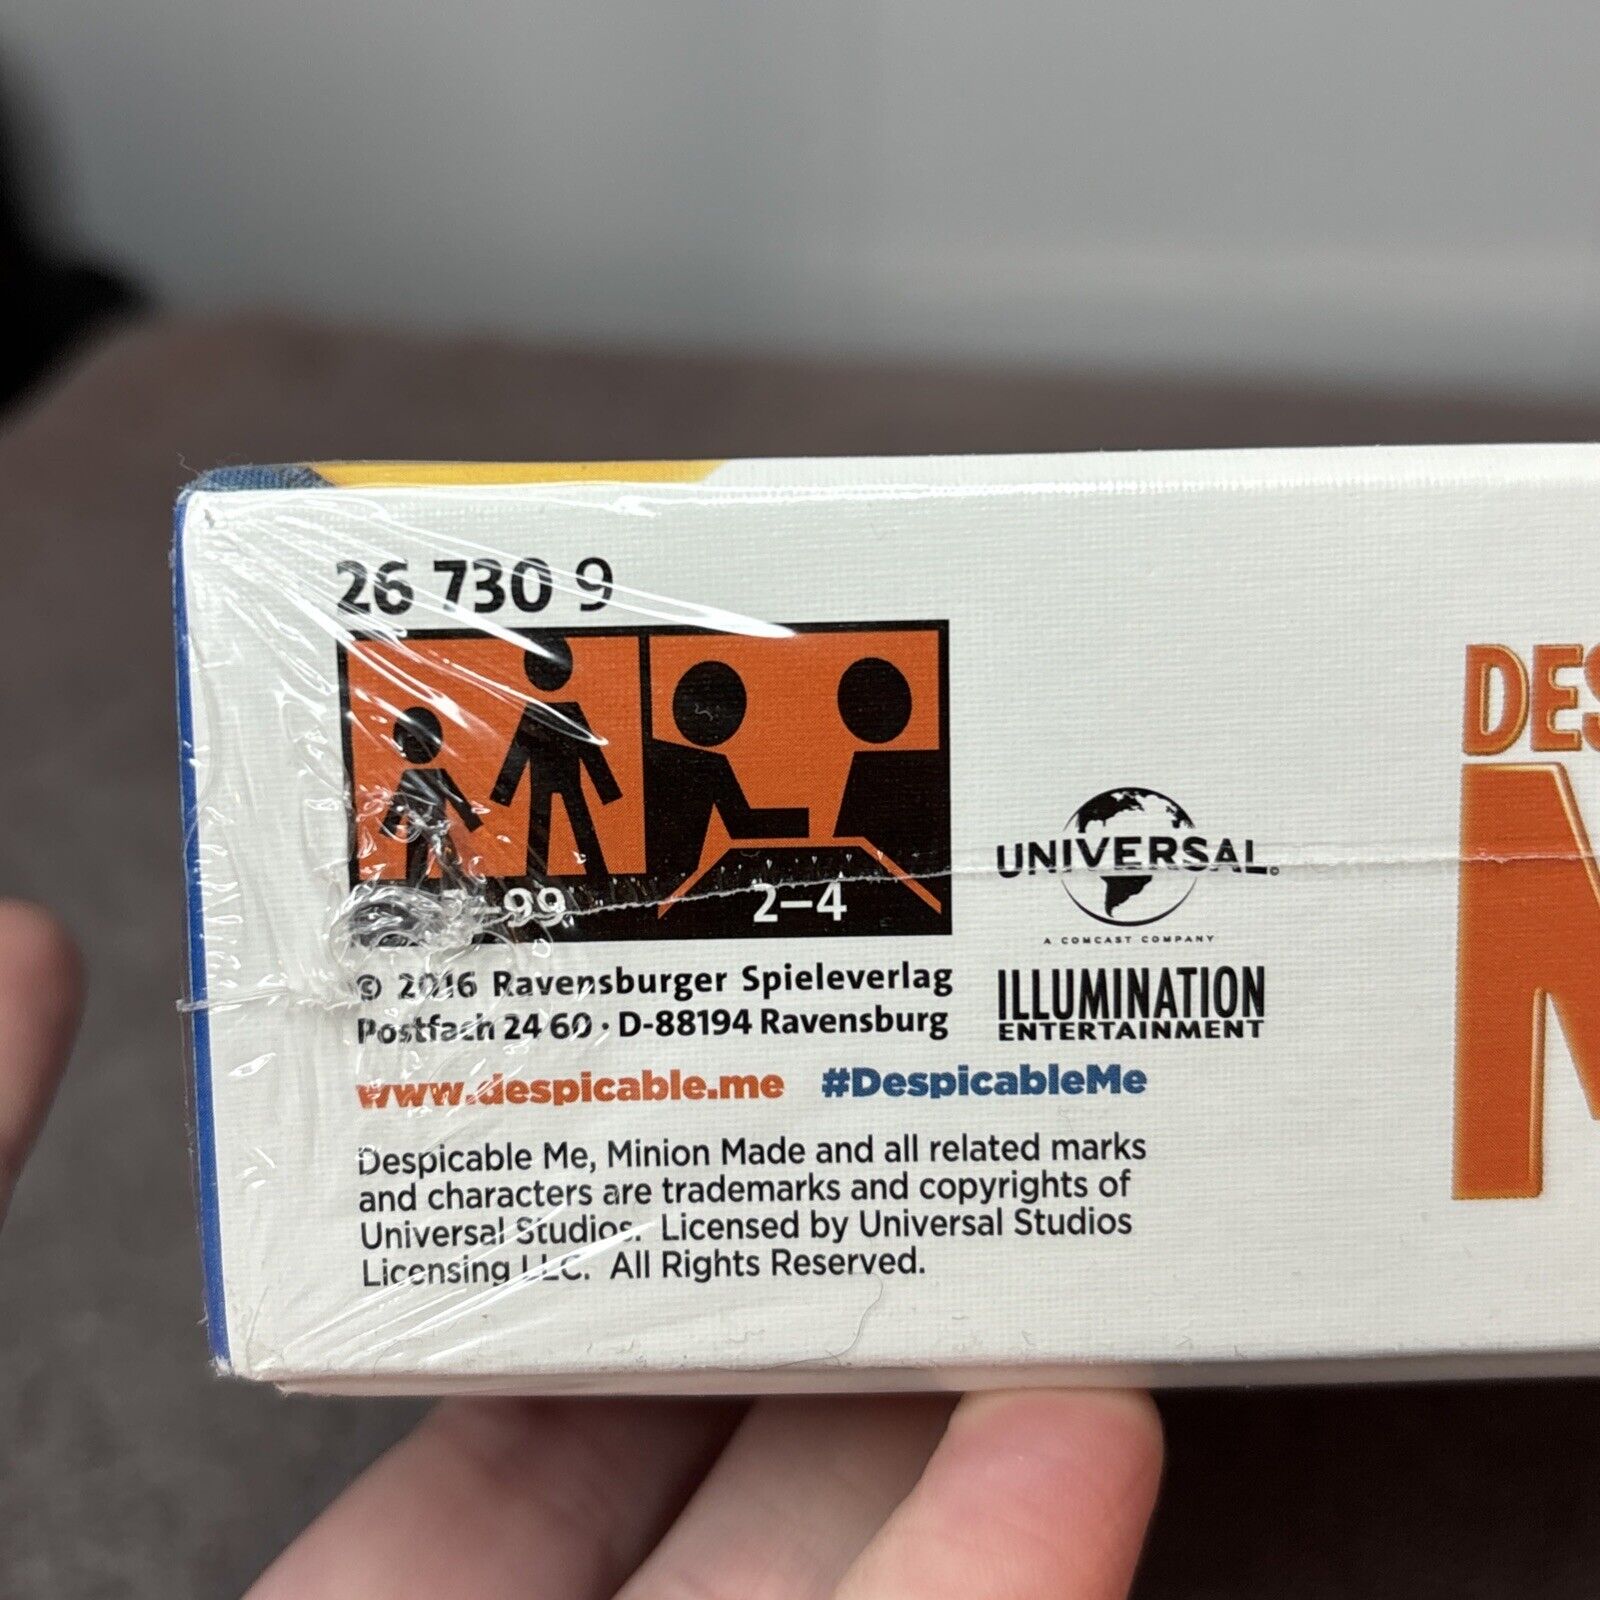 26 730 9
-99
2–4
© 2016 Ravensburger Spieleverlag
Postfach 24 60 · D-88194 Ravensburg
www.despicable.me #DespicableMe
Despicable Me, Minion Made and all related marks
and characters are trademarks and copyrights of
Universal Studios. Licensed by Universal Studios
Licensing LLC. All Rights Reserved.
UNIVERSAL
A COMCAST COMPANY
ILLUMINATION
ENTERTAINMENT
DES
M